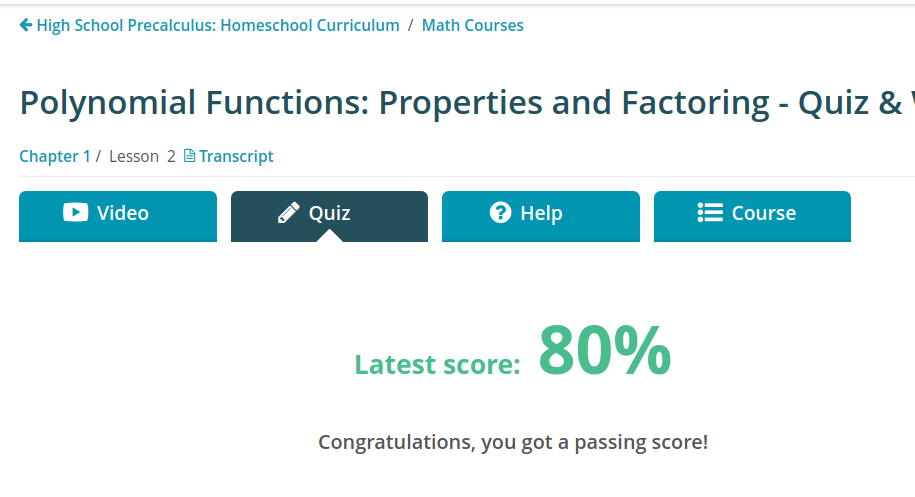 High School Precalculus: Homeschool Curriculum / Math Courses
Polynomial Functions: Properties and Factoring - Quiz &
Chapter 1 / Lesson 2 Transcript
Video Quiz Help Course
Latest score: 80%
Congratulations, you got a passing score!